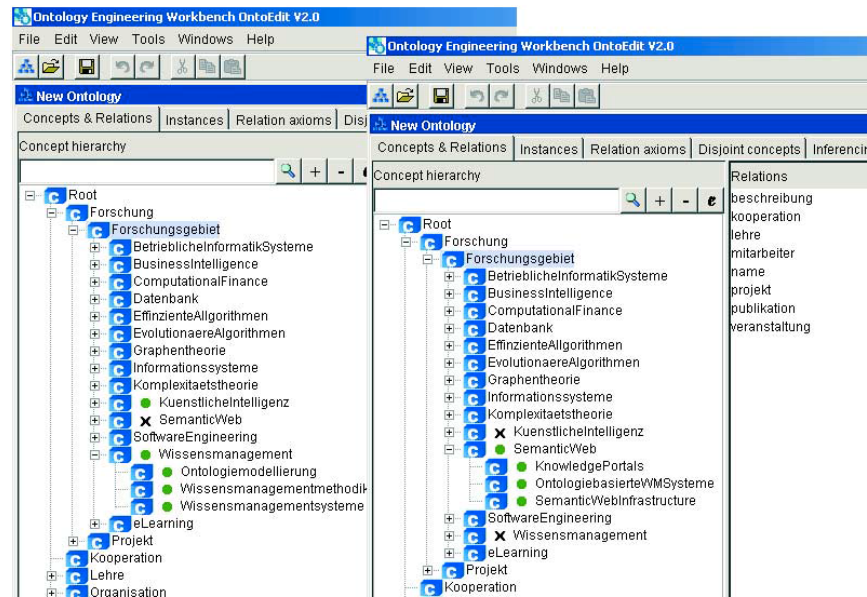 Ontology Engineering Workbench OntoEdit V2.0
File Edit View Tools Windows Help
New Ontology
Concepts & Relations Instances Relation axioms
Concept hierarchy
+ -
Root
Forschung
Forschungsgebiet
BetrieblicheInformatikSysteme
BusinessIntelligence
ComputationalFinance
Datenbank
EffinzienteAllgorithmen
EvolutionaereAlgorithmen
Graphentheorie
Informationssysteme
Komplexitaetstheorie
KuenstlicheIntelligenz
SemanticWeb
SoftwareEngineering
Wissensmanagement
Ontologiemodellierung
Wissensmanagementmethodik
Wissensmanagementsysteme
eLearning
Projekt
Kooperation
Lehre
Organisation
Ontology Engineering Workbench OntoEdit V2.0
File Edit View Tools Windows Help
New Ontology
Concepts & Relations Instances Relation axioms Disjoint concepts Inferencin
Concept hierarchy
+ - e
Root
Forschung
Forschungsgebiet
BetrieblicheInformatikSysteme
BusinessIntelligence
ComputationalFinance
Datenbank
EffinzienteAllgorithmen
EvolutionaereAlgorithmen
Graphentheorie
Informationssysteme
Komplexitaetstheorie
KuenstlicheIntelligenz
SemanticWeb
KnowledgePortals
OntologiebasierteWMSysteme
SemanticWebInfrastructure
SoftwareEngineering
Wissensmanagement
eLearning
Projekt
Kooperation
Relations
beschreibung
kooperation
lehre
mitarbeiter
name
projekt
publikation
veranstaltung